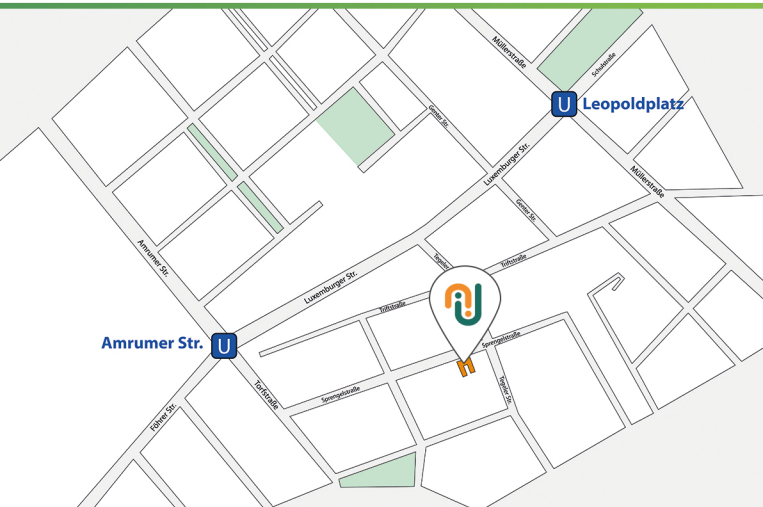 Müllerstraße
Schulstraße
U Leopoldplatz
Genter Str.
Luxemburger Str.
Müllerstraße
Genter Str.
Amrumer Str.
Tegeler
Triftstraße
Luxemburger Str.
Triftstraße
Amrumer Str. U
Sprengelstraße
Sprengelstraße
Torfstraße
Tegeler Str.
Föhrer Str.